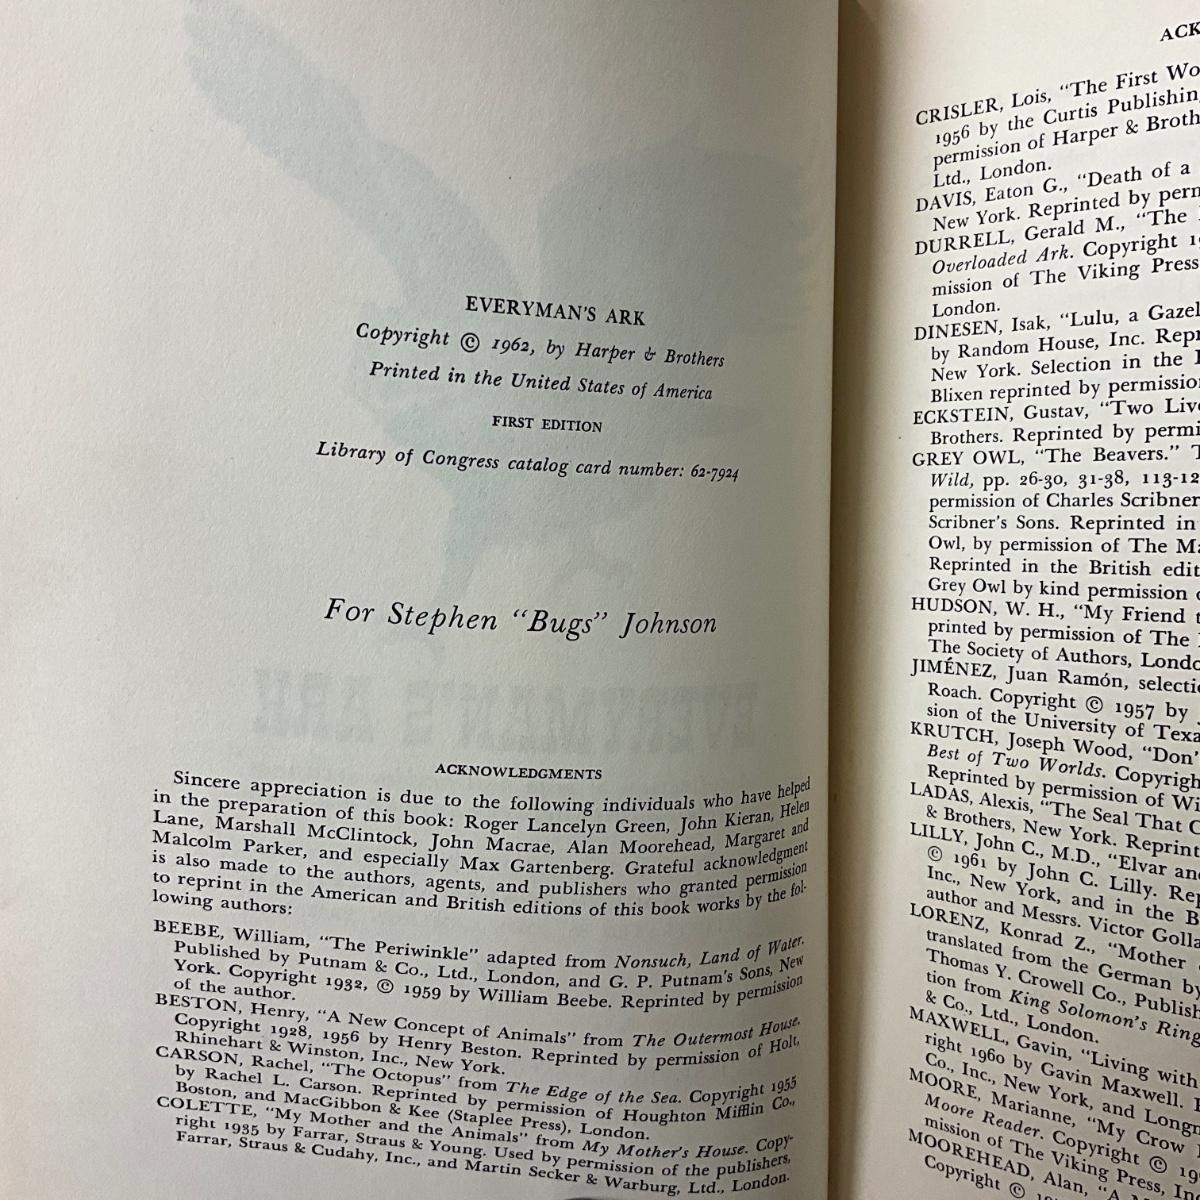 EVERYMAN'S ARK
Copyright © 1962, by Harper & Brothers
Printed in the United States of America
FIRST EDITION
Library of Congress catalog card number: 62-7924
For Stephen "Bugs" Johnson
ACKNOWLEDGMENTS
Sincere appreciation is due to the following individuals who have helped
in the preparation of this book: Roger Lancelyn Green, John Kieran, Helen
Lane, Marshall McClintock, John Macrae, Alan Moorehead, Margaret and
Malcolm Parker, and especially Max Gartenberg. Grateful acknowledgment
is also made to the authors, agents, and publishers who granted permission
to reprint in the American and British editions of this book works by the fol-
lowing authors:
BEEBE, William, "The Periwinkle" adapted from Nonsuch, Land of Water.
Published by Putnam & Co., Ltd., London, and G. P. Putnam's Sons, New
York. Copyright 1932, © 1959 by William Beebe. Reprinted by permission
of the author.
BESTON, Henry, "A New Concept of Animals" from The Outermost House.
Copyright 1928, 1956 by Henry Beston. Reprinted by permission of Holt,
Rhinehart & Winston, Inc., New York.
CARSON, Rachel, "The Octopus" from The Edge of the Sea. Copyright 1955
by Rachel L. Carson. Reprinted by permission of Houghton Mifflin Co.,
Boston, and MacGibbon & Kee (Staplee Press), London.
COLETTE, "My Mother and the Animals" from My Mother's House. Copy-
right 1935 by Farrar, Straus & Young. Used by permission of the publishers,
Farrar, Straus & Cudahy, Inc., and Martin Secker & Warburg, Ltd., London.
ACK
CRISLER, Lois, "The First Wo
1956 by the Curtis Publishin
permission of Harper & Broth
Ltd., London.
DAVIS, Eaton G., "Death of a
New York. Reprinted by perm
DURRELL, Gerald M., "The
Overloaded Ark. Copyright 19
mission of The Viking Press
London.
DINESEN, Isak, "Lulu, a Gazel
by Random House, Inc. Repr
New York. Selection in the
Blixen reprinted by permissio
ECKSTEIN, Gustav, "Two Live
Brothers. Reprinted by permi
GREY OWL, "The Beavers." T
Wild, pp. 26-30, 31-38, 113-12
permission of Charles Scribner
Scribner's Sons. Reprinted in
Owl, by permission of The Ma
Reprinted in the British edit
Grey Owl by kind permission o
HUDSON, W. H., "My Friend t
printed by permission of The
The Society of Authors, Londo
JIMÉNEZ, Juan Ramón, selecti
Roach. Copyright © 1957 by
sion of the University of Texa
KRUTCH, Joseph Wood, "Don'
Best of Two Worlds. Copyrigh
Reprinted by permission of Wi
LADAS, Alexis, "The Seal That C
& Brothers, New York. Reprint
LILLY, John C., M.D., "Elvar an
© 1961 by John C. Lilly. Rep
Inc., New York, and in the B
author and Messrs. Victor Golla
LORENZ, Konrad Z., "Mother
translated from the German by
Thomas Y. Crowell Co., Publish
tion from King Solomon's Ring
& Co., Ltd., London.
MAXWELL, Gavin, "Living with
right 1960 by Gavin Maxwell.
Co., Inc., New York, and Longm
MOORE, Marianne, "My Crow
Moore Reader. Copyright © 19
mission of The Viking Press, In
MOOREHEAD, Alan, "A
Copyright © 1